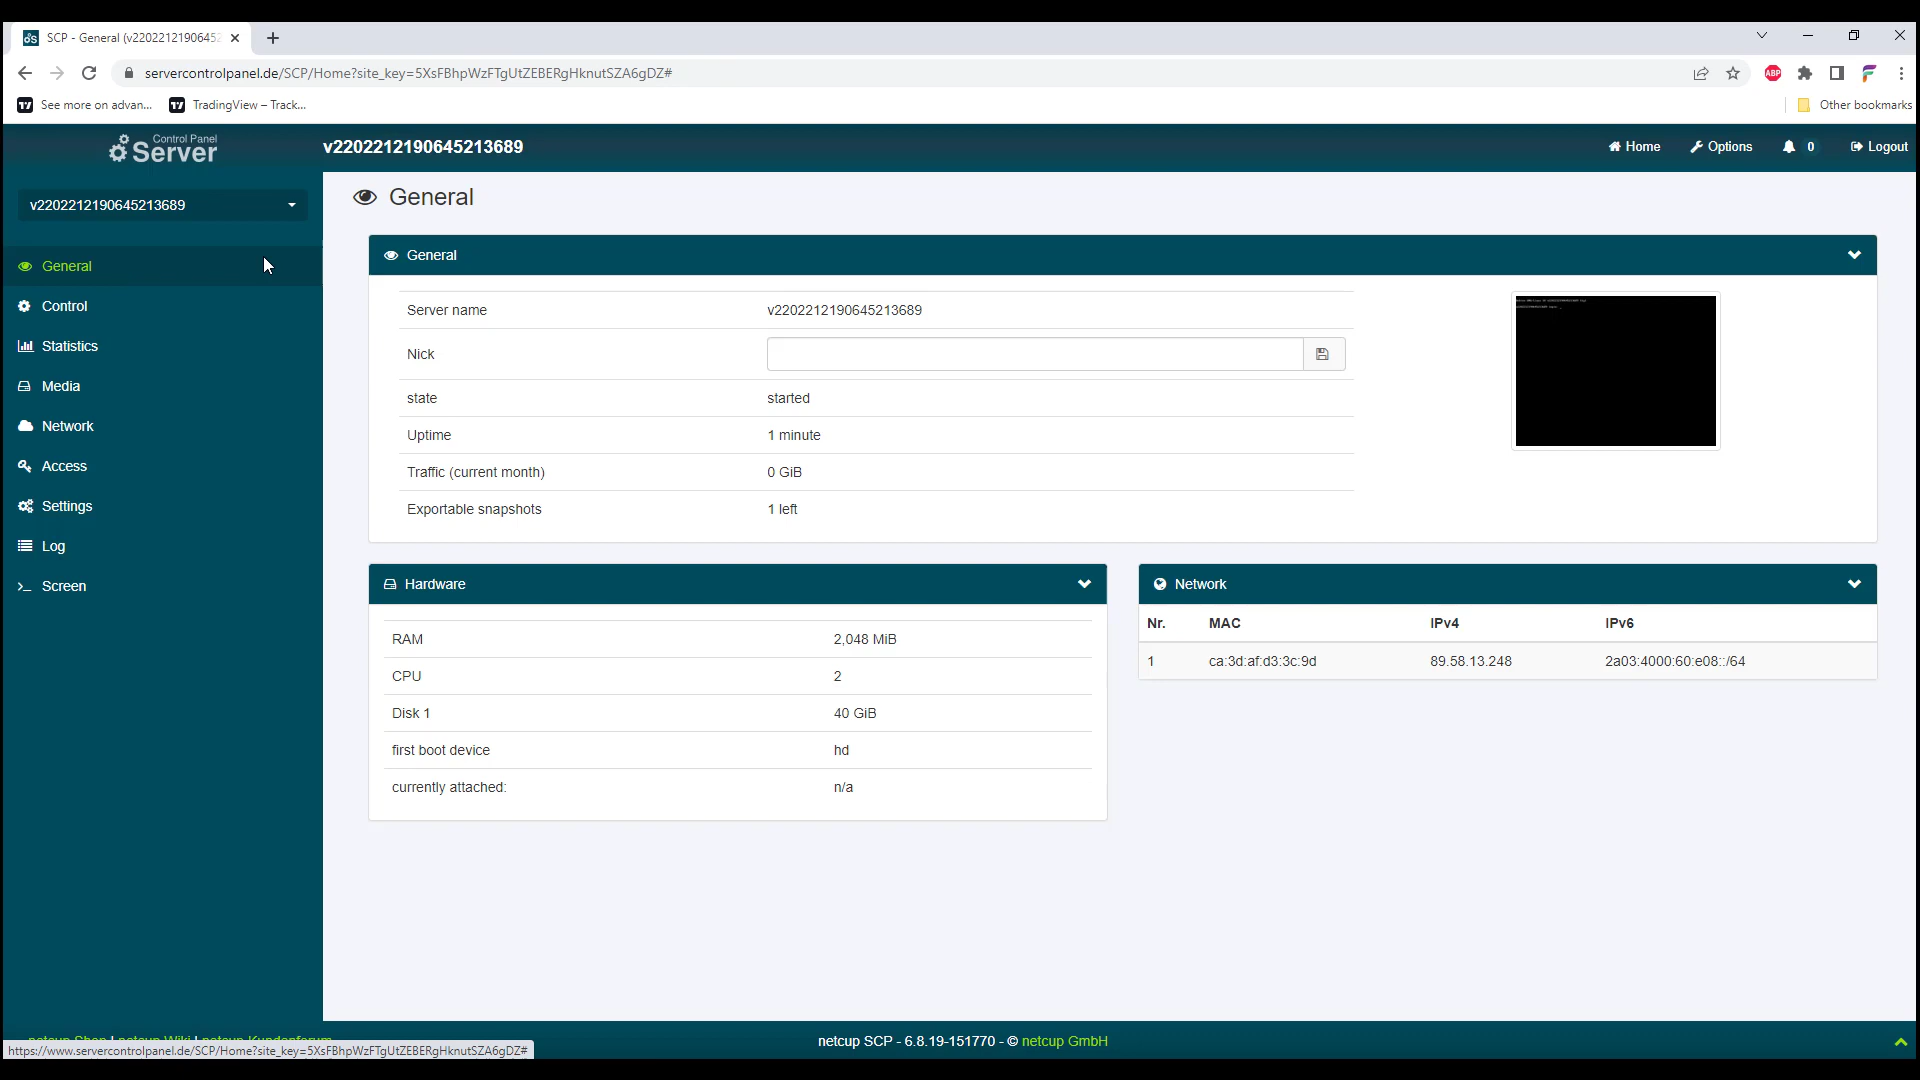 SCP - General (v22022121906452
servercontrolpanel.de/SCP/Home?site_key=5XsFBhpWzFTgUtZEBERgHknutSZA6gDZ#
ABP
See more on advan...
TradingView – Track...
Other bookmarks
Control Panel
Server
v2202212190645213689
Home
Options
0
Logout
v2202212190645213689
General
Control
Statistics
Media
Network
Access
Settings
Log
Screen
General
General
Server name v2202212190645213689
Nick
state started
Uptime 1 minute
Traffic (current month) 0 GiB
Exportable snapshots 1 left
Hardware
RAM 2,048 MiB
CPU 2
Disk 1 40 GiB
first boot device hd
currently attached: n/a
Network
Nr. MAC IPv4 IPv6
1 ca:3d:af:d3:3c:9d 89.58.13.248 2a03:4000:60:e08::/64
netcup Shop | netcup Wiki | netcup Kundenforum
netcup SCP - 6.8.19-151770 - © netcup GmbH
https://www.servercontrolpanel.de/SCP/Home?site_key=5XsFBhpWzFTgUtZEBERgHknutSZA6gDZ#